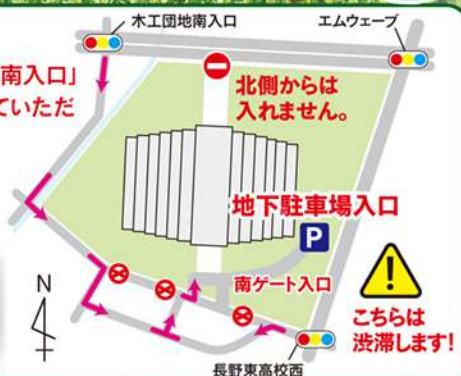 木工団地南入口
エムウェーブ
南入口」
ていただ
北側からは
入れません。
地下駐車場入口
P
南ゲート入口
N
こちらは
渋滞します!
長野東高校西